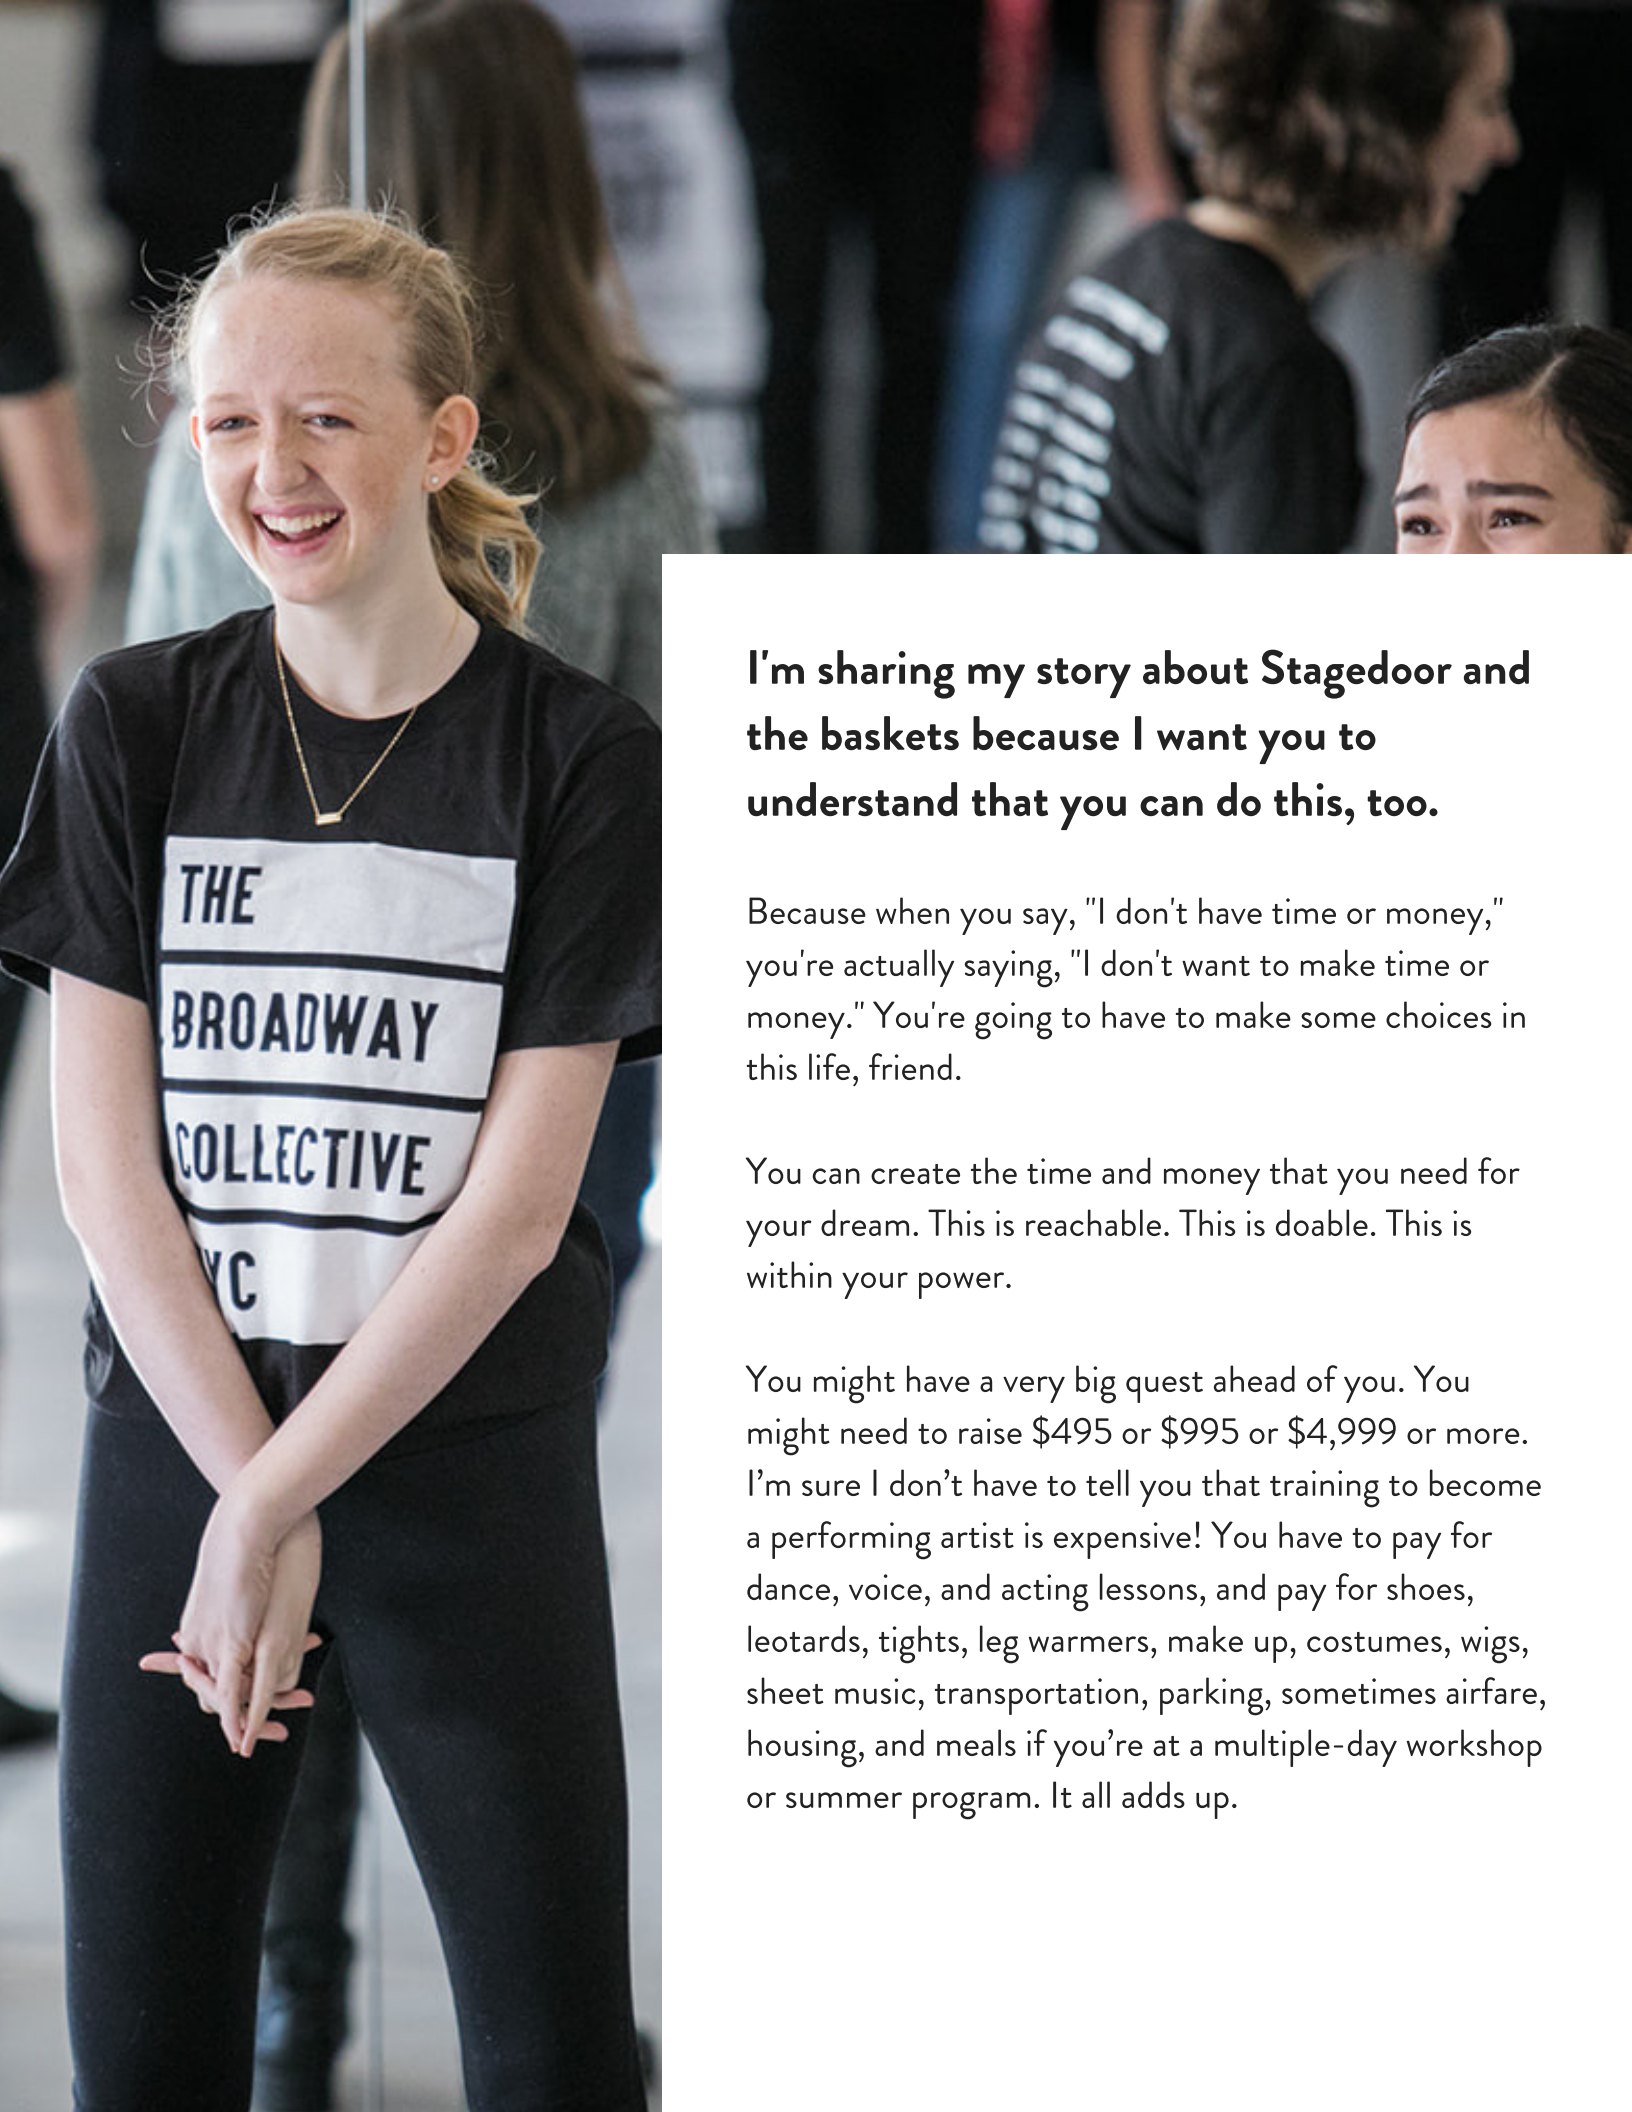 THE
BROADWAY
COLLECTIVE
YC
I'm sharing my story about Stagedoor and
the baskets because I want you to
understand that you can do this, too.
Because when you say, "I don't have time or money,"
you're actually saying, "I don't want to make time or
money." You're going to have to make some choices in
this life, friend.
You can create the time and money that you need for
your dream. This is reachable. This is doable. This is
within your power.
You might have a very big quest ahead of you. You
might need to raise $495 or $995 or $4,999 or more.
I’m sure I don’t have to tell you that training to become
a performing artist is expensive! You have to pay for
dance, voice, and acting lessons, and pay for shoes,
leotards, tights, leg warmers, make up, costumes, wigs,
sheet music, transportation, parking, sometimes airfare,
housing, and meals if you’re at a multiple-day workshop
or summer program. It all adds up.